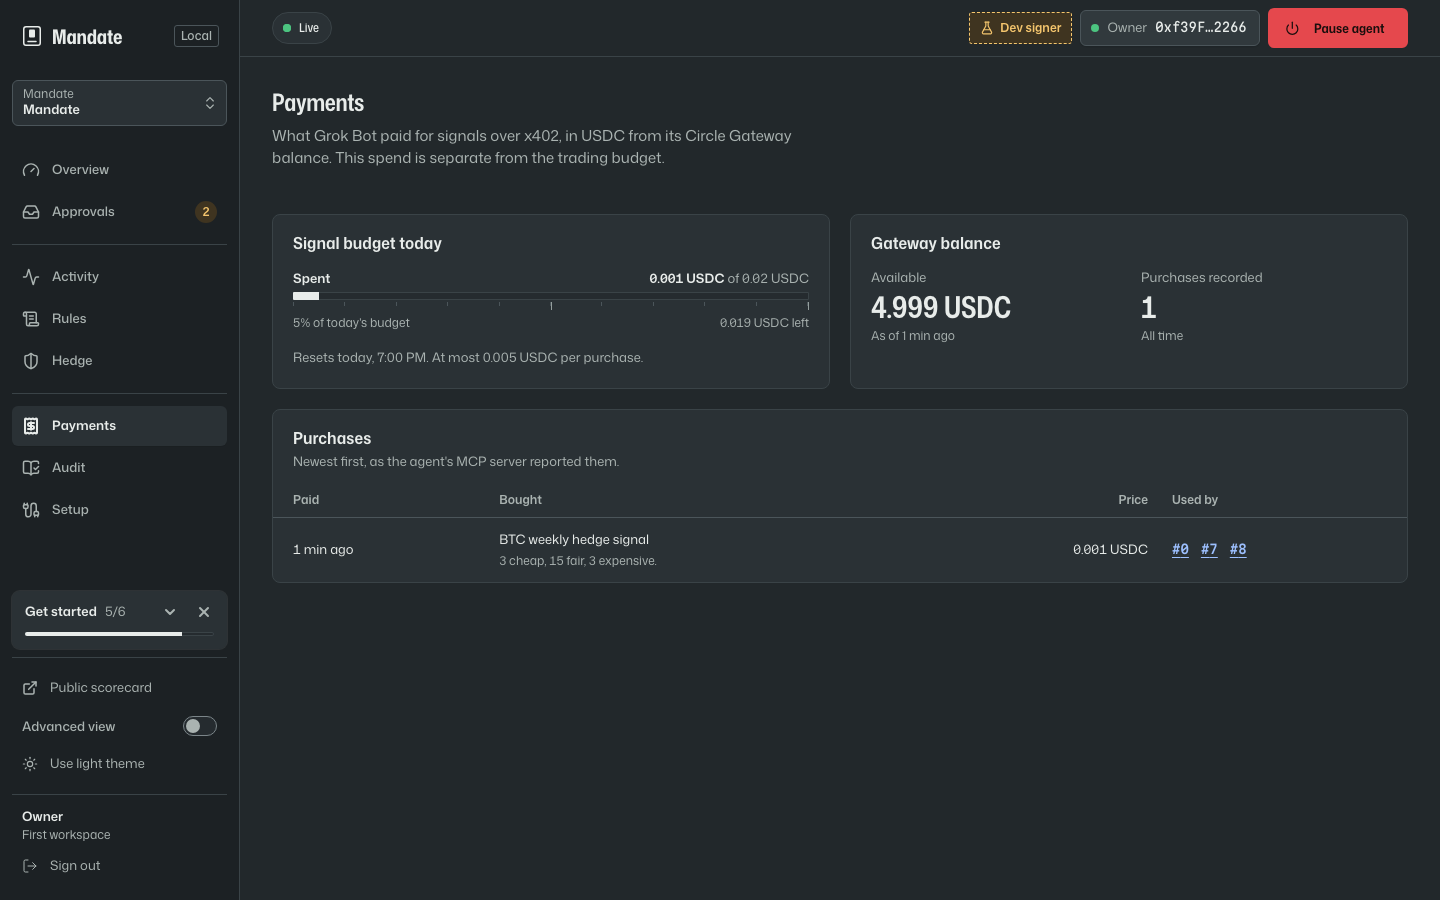 Mandate
Local
Mandate
Mandate
Overview
Approvals
2
Activity
Rules
Hedge
Payments
Audit
Setup
Get started 5/6
Public scorecard
Advanced view
Use light theme
Owner
First workspace
Sign out
Live
Dev signer
Owner 0xf39F…2266
Pause agent
Payments
What Grok Bot paid for signals over x402, in USDC from its Circle Gateway
balance. This spend is separate from the trading budget.
Signal budget today
Spent
0.001 USDC of 0.02 USDC
5% of today's budget
0.019 USDC left
Resets today, 7:00 PM. At most 0.005 USDC per purchase.
Gateway balance
Available
4.999 USDC
As of 1 min ago
Purchases recorded
1
All time
Purchases
Newest first, as the agent's MCP server reported them.
Paid Bought Price Used by
1 min ago
BTC weekly hedge signal
3 cheap, 15 fair, 3 expensive.
0.001 USDC
#0 #7 #8